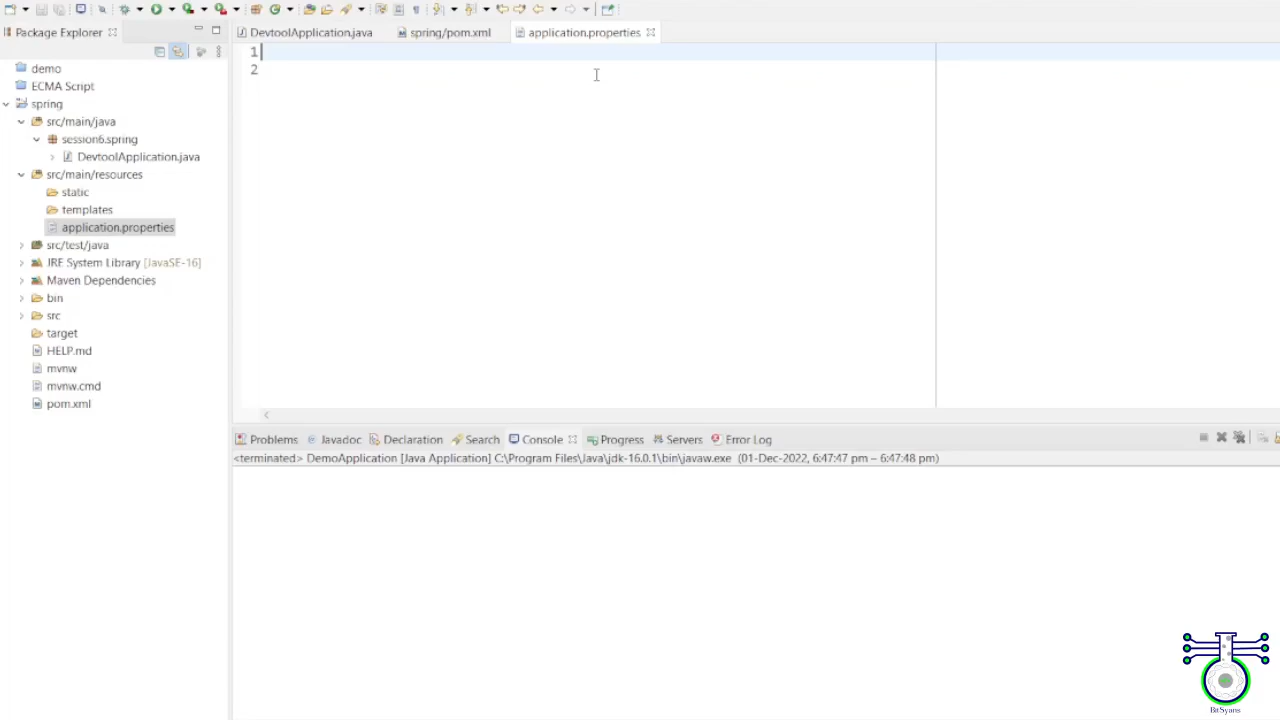 Package Explorer
DevtoolApplication.java
spring/pom.xml
application.properties
1
2
demo
ECMA Script
spring
src/main/java
session6.spring
DevtoolApplication.java
src/main/resources
static
templates
application.properties
src/test/java
JRE System Library [JavaSE-16]
Maven Dependencies
bin
src
target
HELP.md
mvnw
mvnw.cmd
pom.xml
Problems
Javadoc
Declaration
Search
Console
Progress
Servers
Error Log
<terminated> DemoApplication [Java Application] C:\Program Files\Java\jdk-16.0.1\bin\javaw.exe (01-Dec-2022, 6:47:47 pm – 6:47:48 pm)
BitSyans